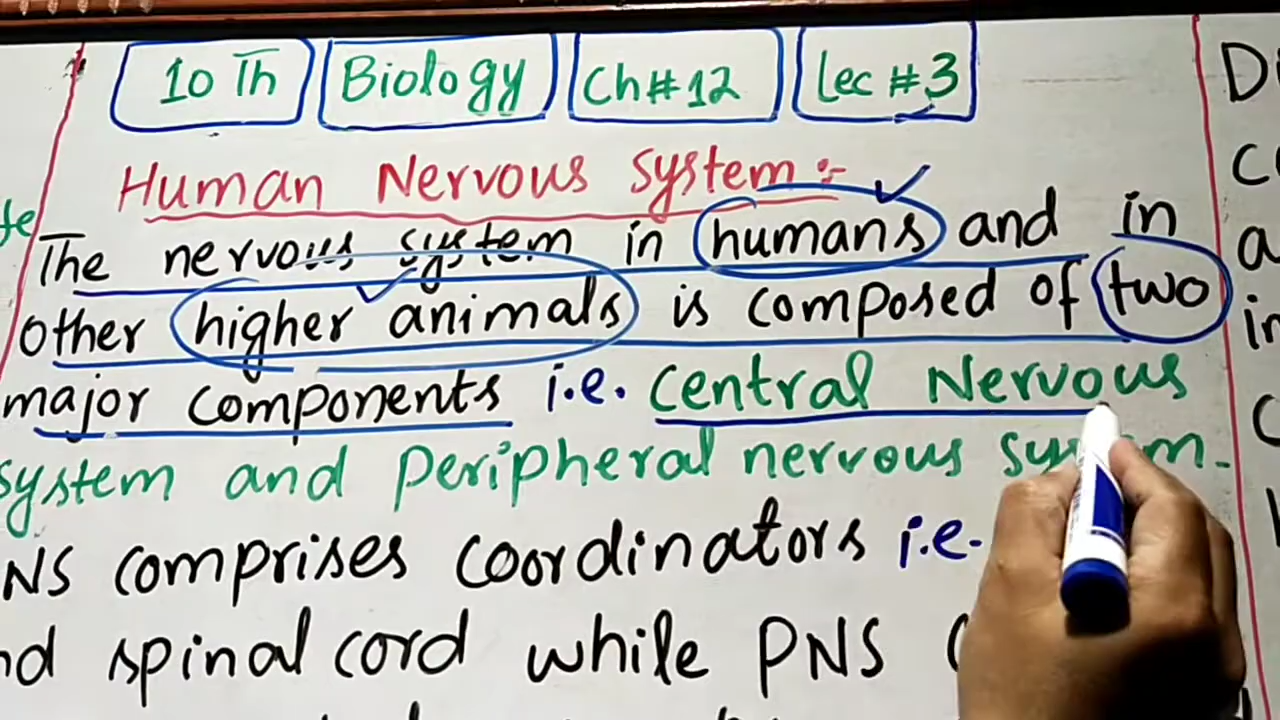 10 Th Biology Ch#12 Lec #3
Human Nervous System:-
The nervous system in humans and in
other higher animals is composed of two
major components i.e. Central Nervous
system and Peripheral nervous system.
NS comprises coordinators i.e.
spinal cord while PNS